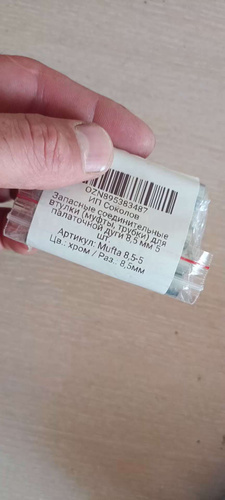 OZN895383487
ИП Соколов
Запасные соединительные
втулки (муфты, трубки) для
палаточной дуги 8,5 мм 5
шт
Артикул: Mufta 8,5-5
Цв.: хром / Раз.: 8,5мм